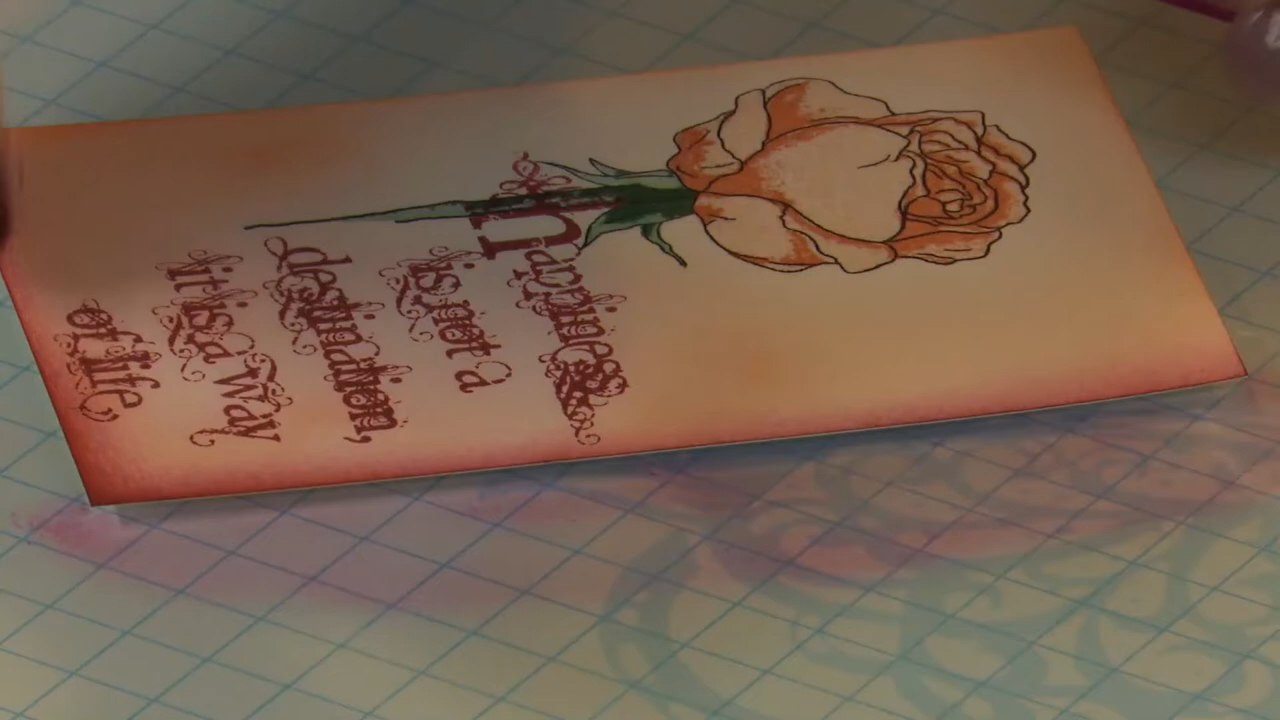 Happiness
is not a
destination,
it is a way
of life